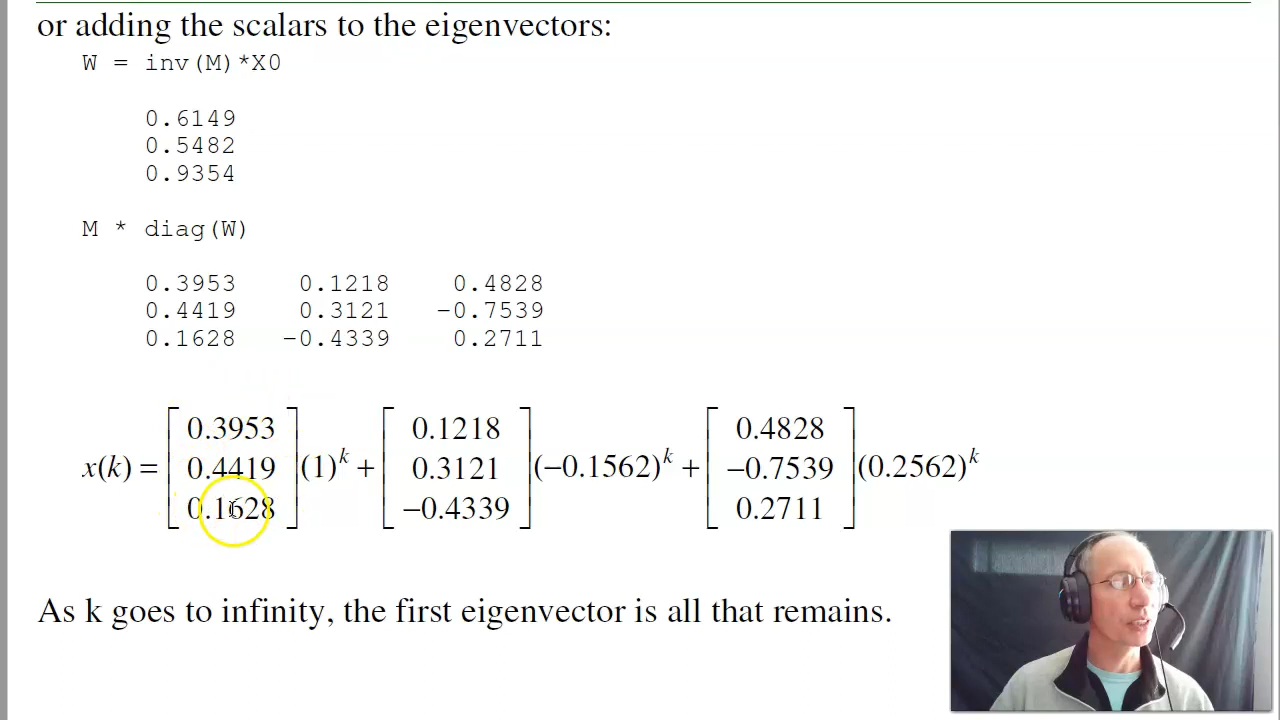 or adding the scalars to the eigenvectors:
W = inv(M)*X0
0.6149
0.5482
0.9354
M * diag(W)
0.3953 0.1218 0.4828
0.4419 0.3121 -0.7539
0.1628 -0.4339 0.2711
x(k) = [0.3953 0.4419 0.1628] (1)^k + [0.1218 0.3121 −0.4339] (−0.1562)^k + [0.4828 −0.7539 0.2711] (0.2562)^k
As k goes to infinity, the first eigenvector is all that remains.